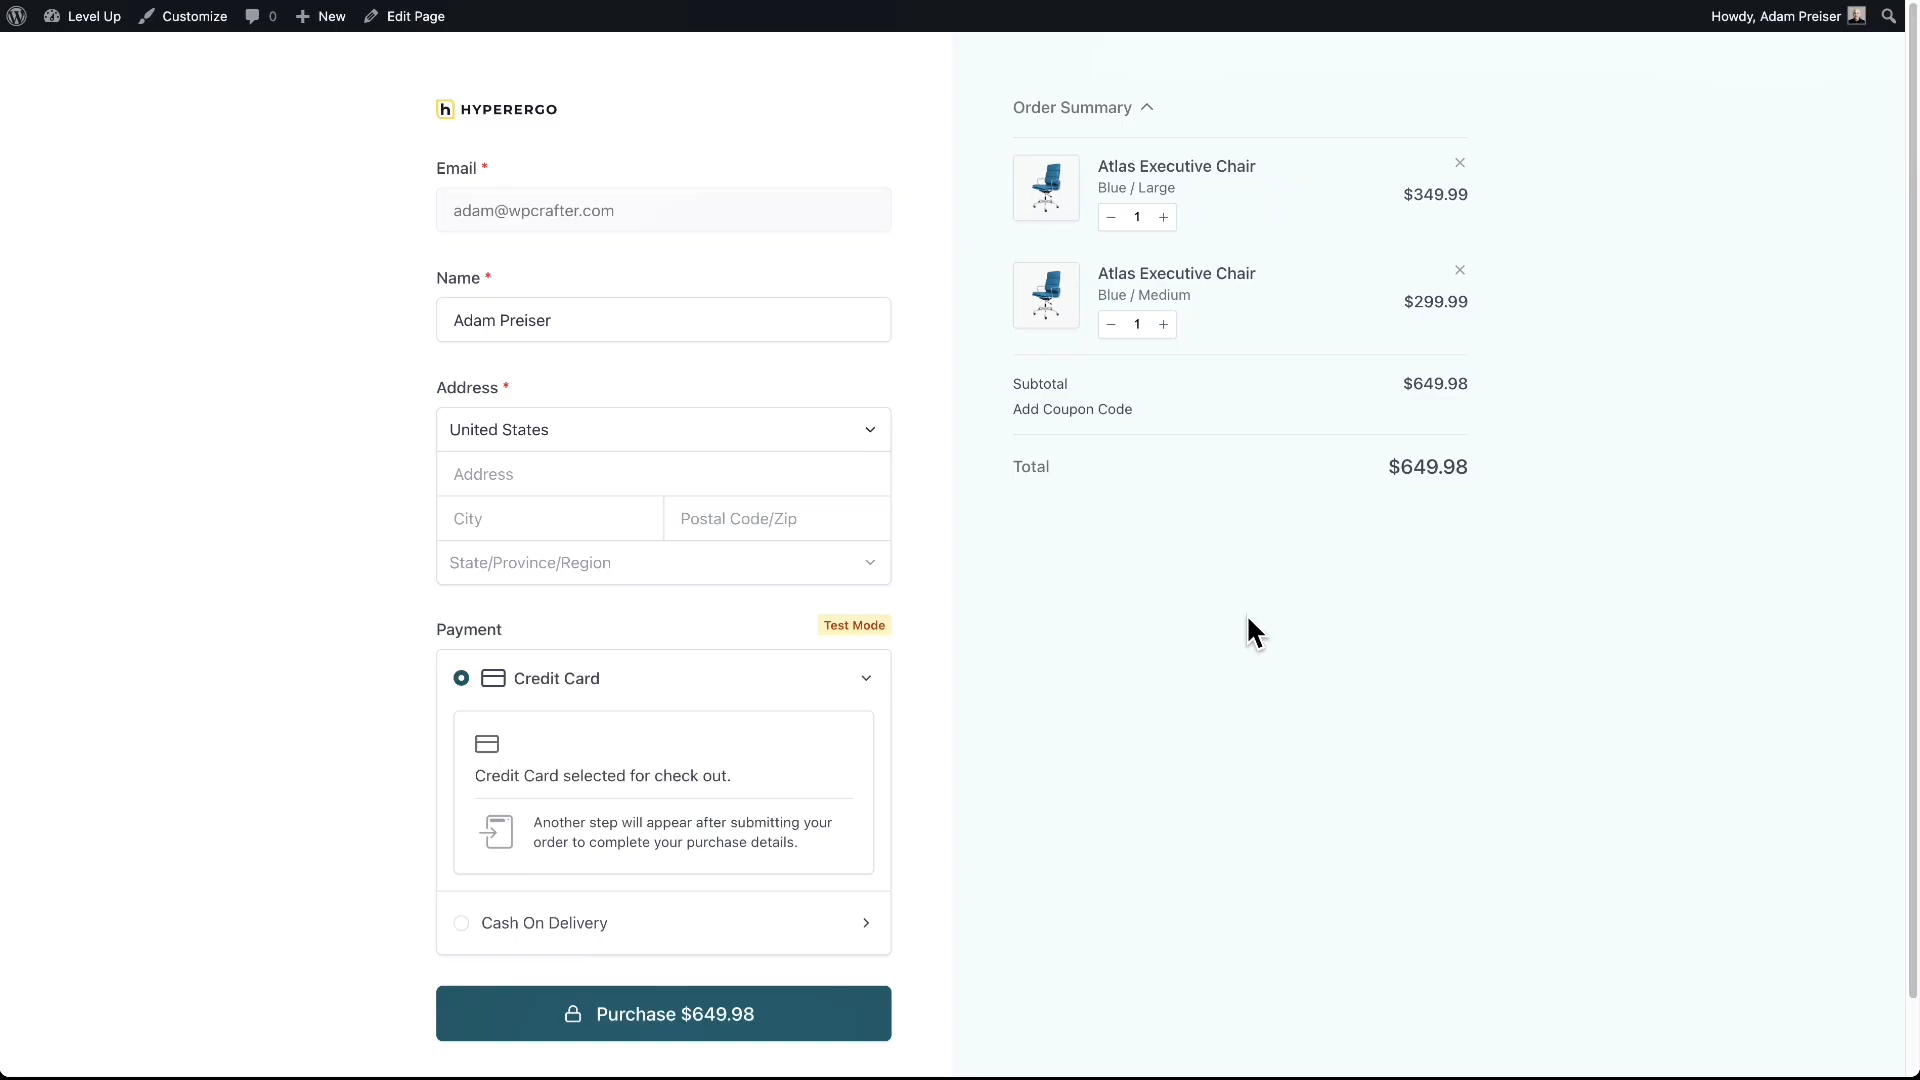 Level Up
Customize
0
New
Edit Page
Howdy, Adam Preiser
h HYPERERGO
Email *
adam@wpcrafter.com
Name *
Adam Preiser
Address *
United States
Address
City
Postal Code/Zip
State/Province/Region
Payment
Test Mode
Credit Card
Credit Card selected for check out.
Another step will appear after submitting your
order to complete your purchase details.
Cash On Delivery
Purchase $649.98
Order Summary
Atlas Executive Chair
Blue / Large
$349.99
− 1 +
Atlas Executive Chair
Blue / Medium
$299.99
− 1 +
Subtotal
$649.98
Add Coupon Code
Total
$649.98